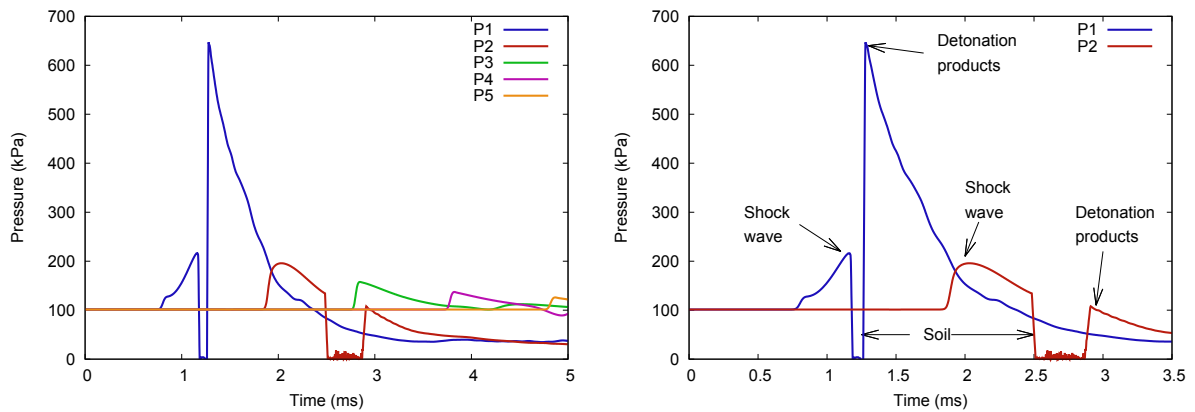 700
600
500
400
300
200
100
0
Pressure (kPa)
0 1 2 3 4 5
Time (ms)
P1
P2
P3
P4
P5
700
600
500
400
300
200
100
0
Pressure (kPa)
0 0.5 1 1.5 2 2.5 3 3.5
Time (ms)
P1
P2
Detonation
products
Shock
wave
Shock
wave
Detonation
products
Soil